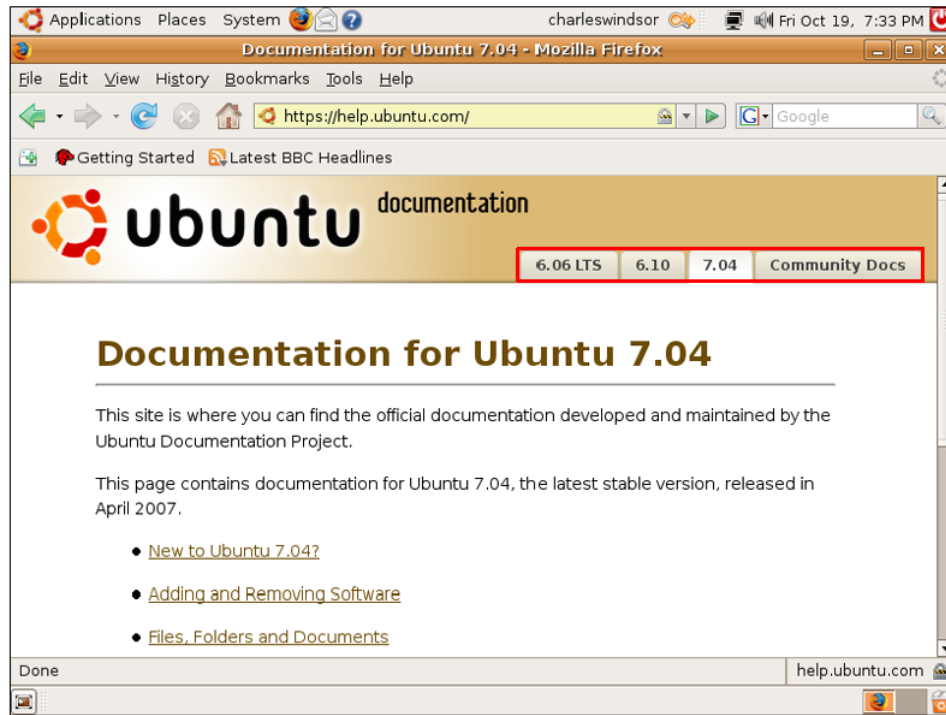 Applications Places System charleswindsor Fri Oct 19, 7:33 PM
Documentation for Ubuntu 7.04 - Mozilla Firefox
File Edit View History Bookmarks Tools Help
https://help.ubuntu.com/ G Google
Getting Started Latest BBC Headlines
ubuntu documentation
6.06 LTS 6.10 7.04 Community Docs
Documentation for Ubuntu 7.04
This site is where you can find the official documentation developed and maintained by the
Ubuntu Documentation Project.
This page contains documentation for Ubuntu 7.04, the latest stable version, released in
April 2007.
New to Ubuntu 7.04?
Adding and Removing Software
Files, Folders and Documents
Done help.ubuntu.com